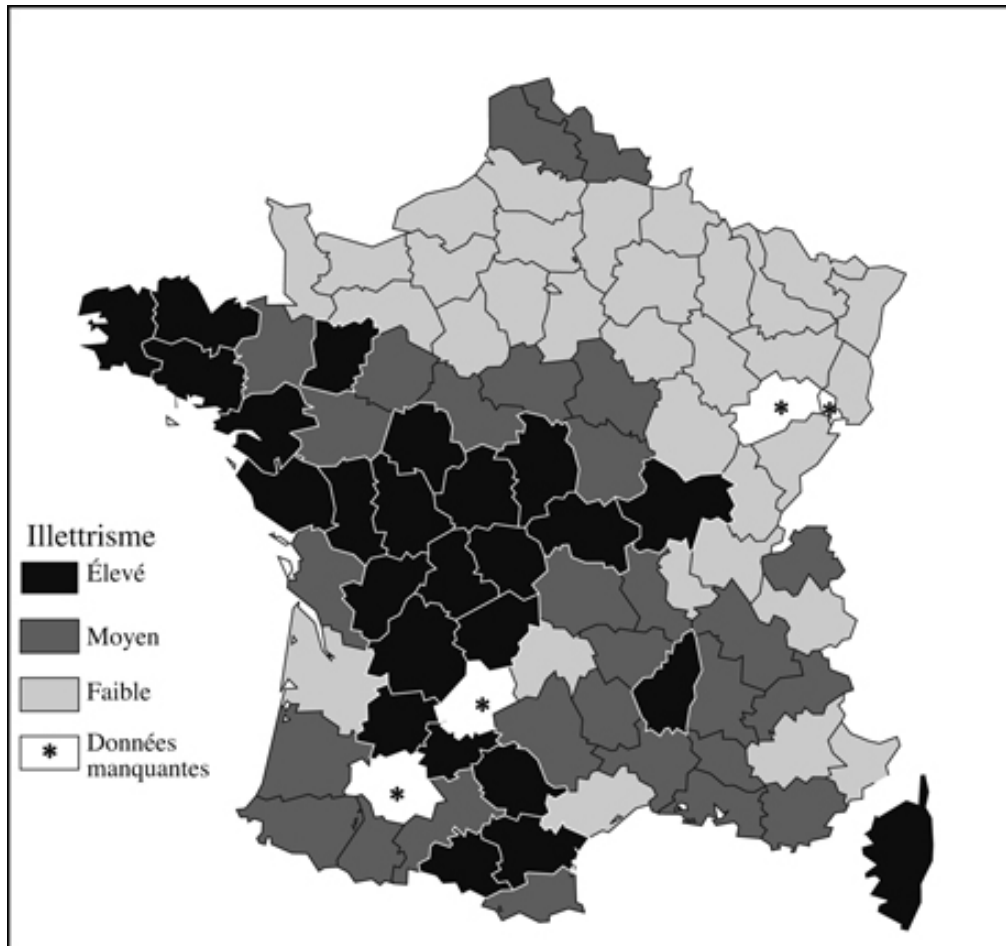 Illettrisme
Élevé
Moyen
Faible
* Données
manquantes
*
*
*
*